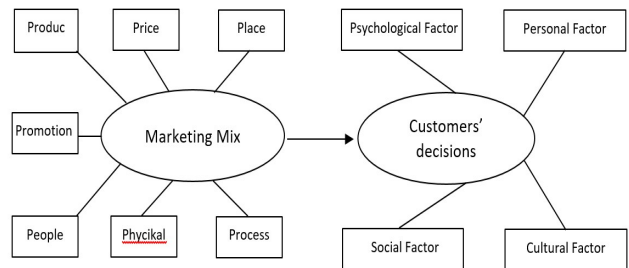 Produc
Price
Place
Psychological Factor
Personal Factor
Promotion
Marketing Mix
Customers'
decisions
People
Phycikal
Process
Social Factor
Cultural Factor